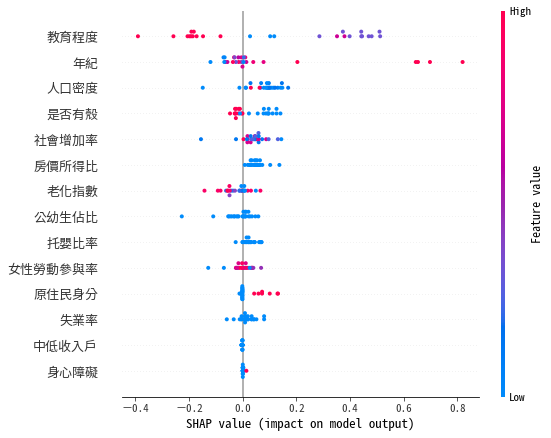 High
教育程度
年紀
人口密度
是否有殼
社會增加率
房價所得比
老化指數
公幼生佔比
托嬰比率
女性勞動參與率
原住民身分
失業率
中低收入戶
身心障礙
Feature value
Low
−0.4 −0.2 0.0 0.2 0.4 0.6 0.8
SHAP value (impact on model output)